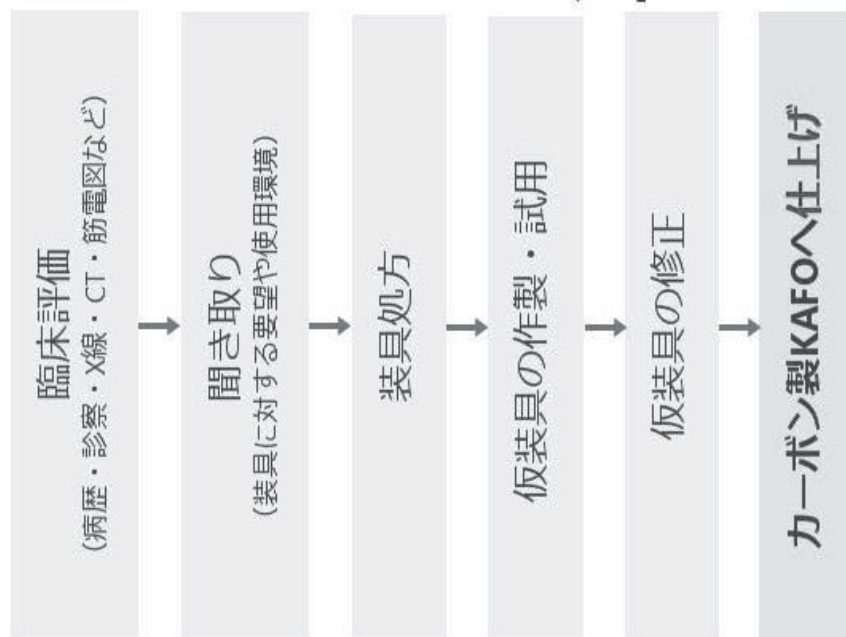 臨床評価
(病歴・診察・X線・CT・筋電図など)
聞き取り
(装具に対する要望や使用環境)
装具処方
仮装具の作製・試用
仮装具の修正
カーボン製KAFOへ仕上げ